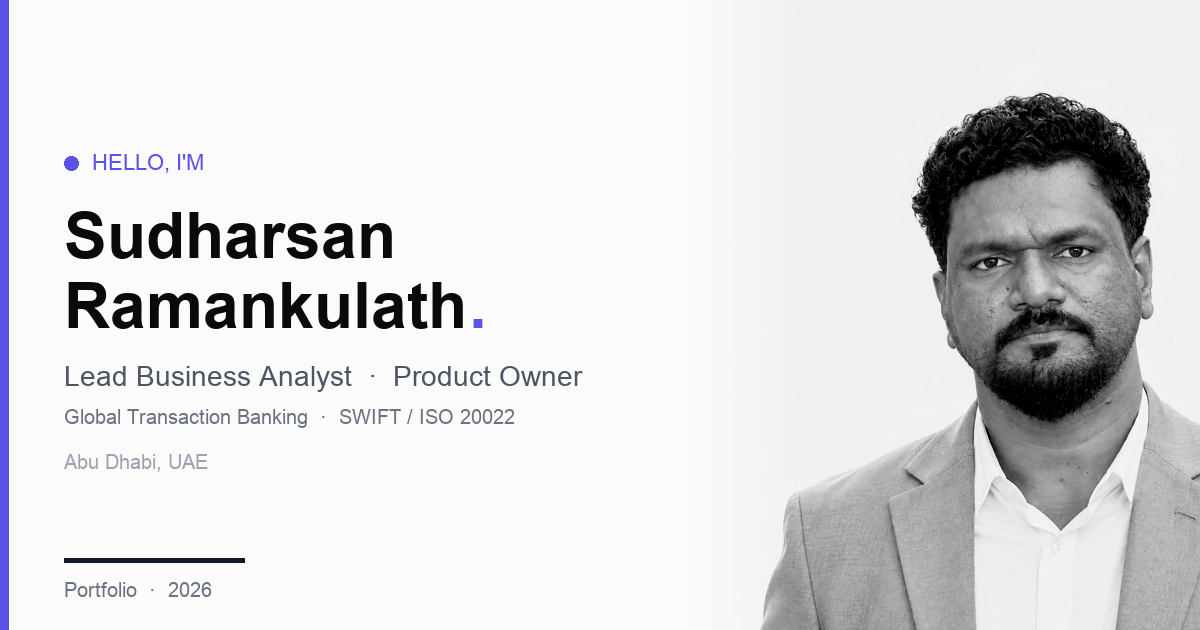 HELLO, I'M
Sudharsan
Ramankulath.
Lead Business Analyst · Product Owner
Global Transaction Banking · SWIFT / ISO 20022
Abu Dhabi, UAE
Portfolio · 2026